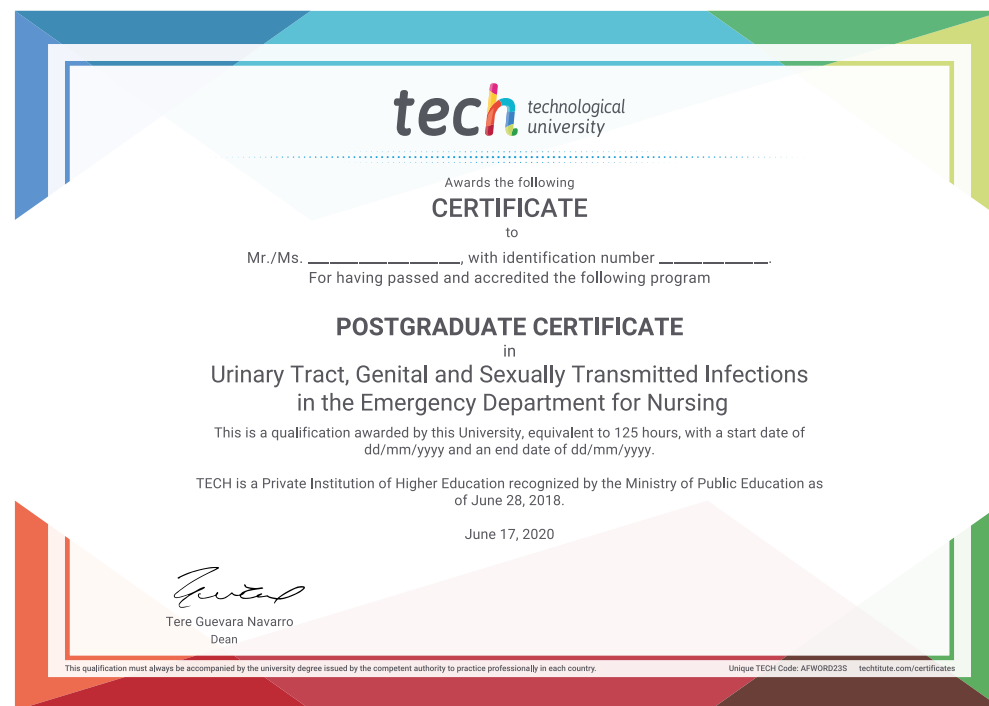 tech technological
university
Awards the following
CERTIFICATE
to
Mr./Ms. ____________________, with identification number ______________.
For having passed and accredited the following program
POSTGRADUATE CERTIFICATE
in
Urinary Tract, Genital and Sexually Transmitted Infections
in the Emergency Department for Nursing
This is a qualification awarded by this University, equivalent to 125 hours, with a start date of
dd/mm/yyyy and an end date of dd/mm/yyyy.
TECH is a Private Institution of Higher Education recognized by the Ministry of Public Education as
of June 28, 2018.
June 17, 2020
Tere Guevara Navarro
Dean
This qualification must always be accompanied by the university degree issued by the competent authority to practice professionally in each country.
Unique TECH Code: AFWORD23S techtitute.com/certificates